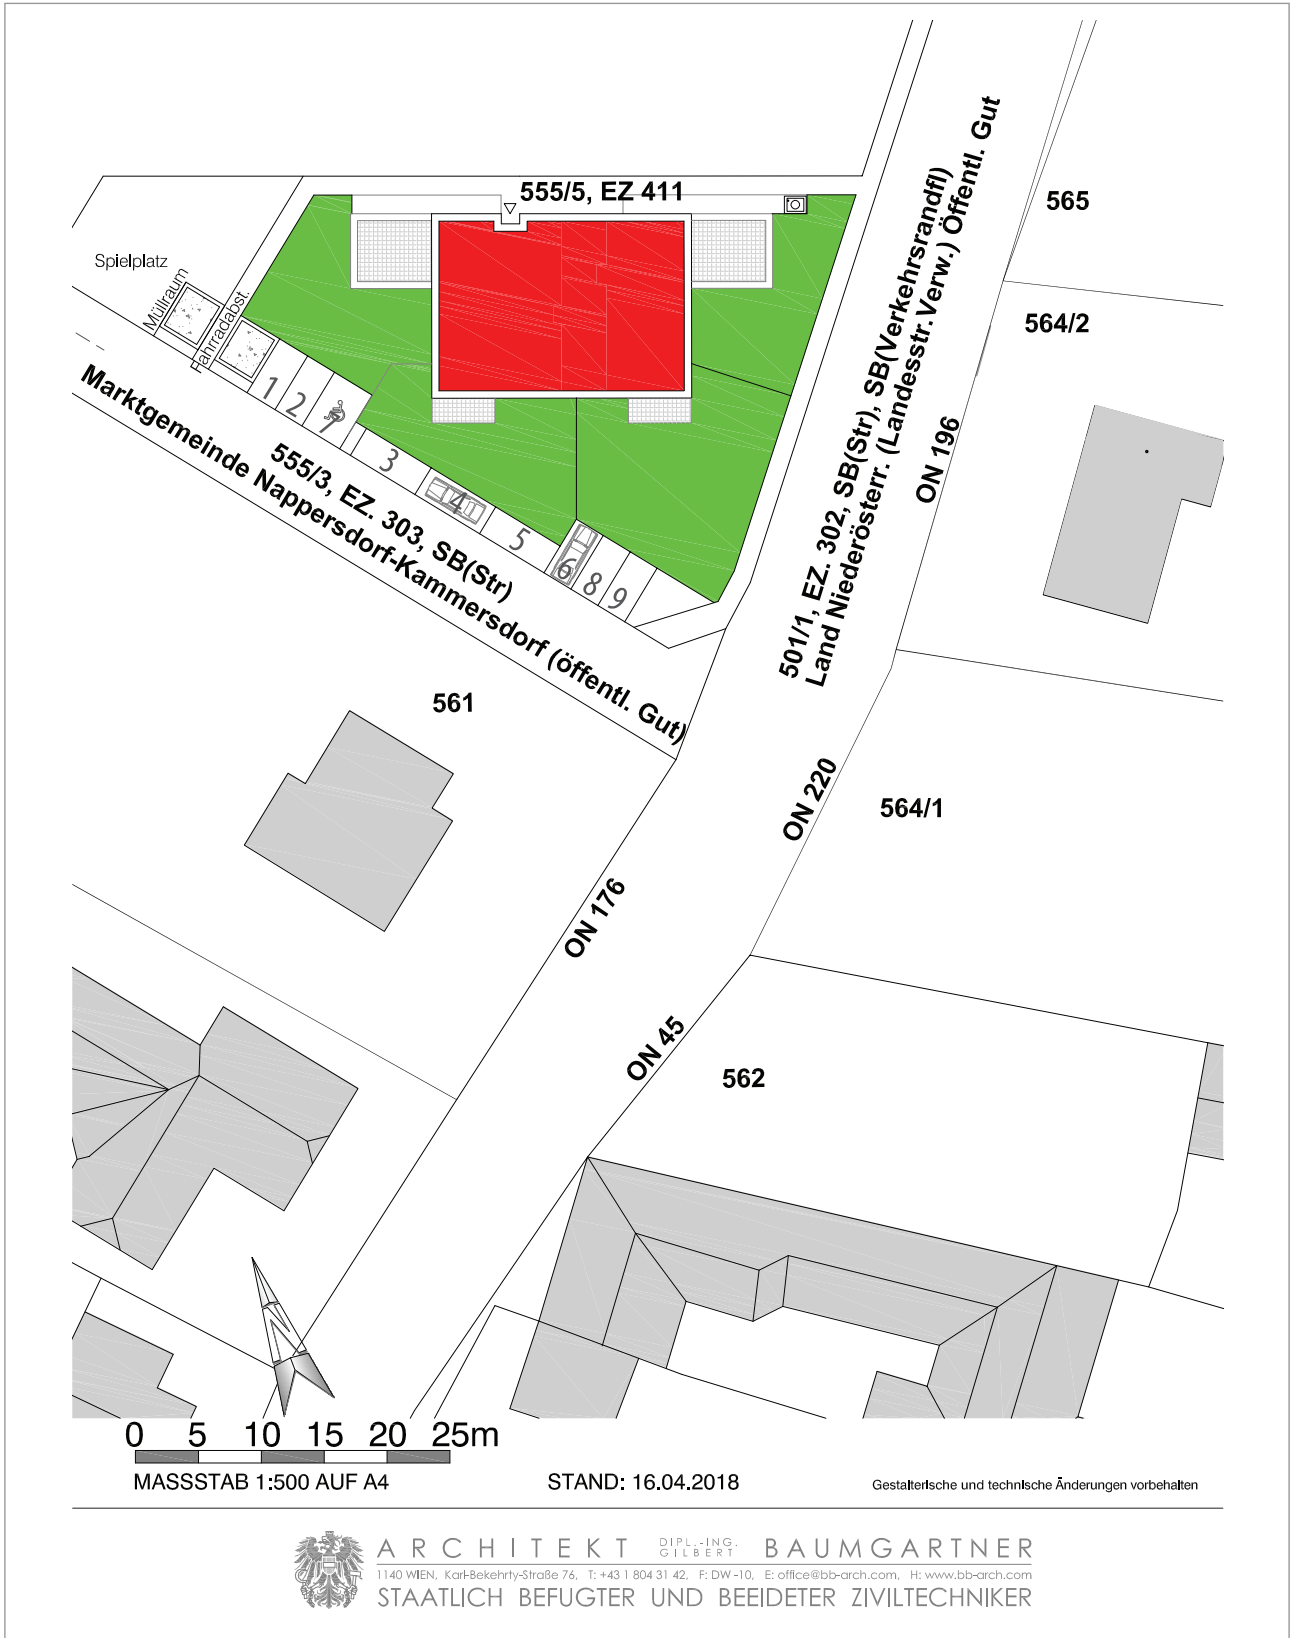 555/5, EZ 411
565
Spielplatz
Müllraum
Fahrradabst.
564/2
1
2
7
3
4
5
6
8
9
Marktgemeinde Nappersdorf-Kammersdorf (öffentl. Gut)
555/3, EZ. 303, SB(Str)
501/1, EZ. 302, SB(Str), SB(Verkehrsrandfl)
Land Niederösterr. (Landesstr.Verw.) Öffentl. Gut
ON 196
561
ON 220
564/1
ON 176
ON 45
562
N
0 5 10 15 20 25m
MASSSTAB 1:500 AUF A4
STAND: 16.04.2018
Gestalterische und technische Änderungen vorbehalten
ARCHITEKT DIPL.-ING. GILBERT BAUMGARTNER
1140 WIEN, Karl-Bekehrty-Straße 76, T: +43 1 804 31 42, F: DW -10, E: office@bb-arch.com, H: www.bb-arch.com
STAATLICH BEFUGTER UND BEEIDETER ZIVILTECHNIKER